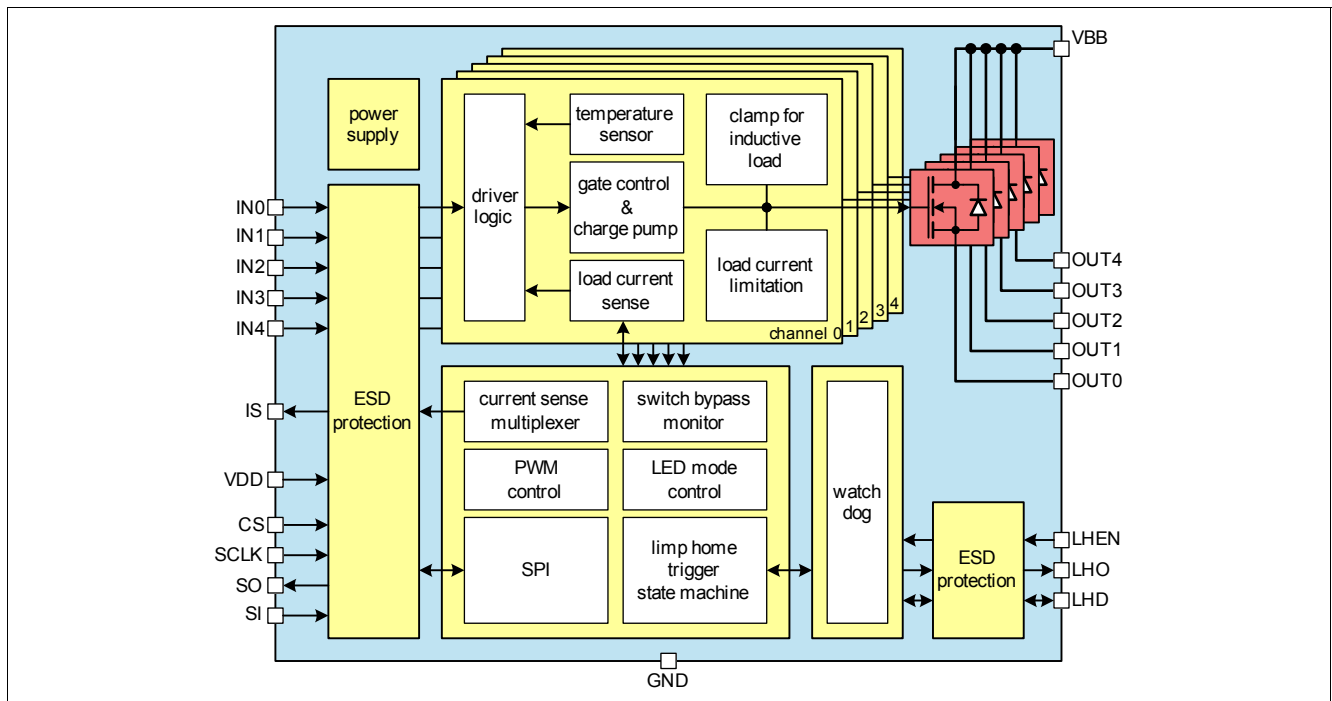 VBB
power
supply
temperature
sensor
clamp for
inductive
load
driver
logic
gate control
&
charge pump
load current
sense
load current
limitation
channel 0
1
2
3
4
IN0
IN1
IN2
IN3
IN4
OUT4
OUT3
OUT2
OUT1
OUT0
ESD
protection
IS
VDD
CS
SCLK
SO
SI
current sense
multiplexer
switch bypass
monitor
PWM
control
LED mode
control
SPI
limp home
trigger
state machine
watch
dog
ESD
protection
LHEN
LHO
LHD
GND